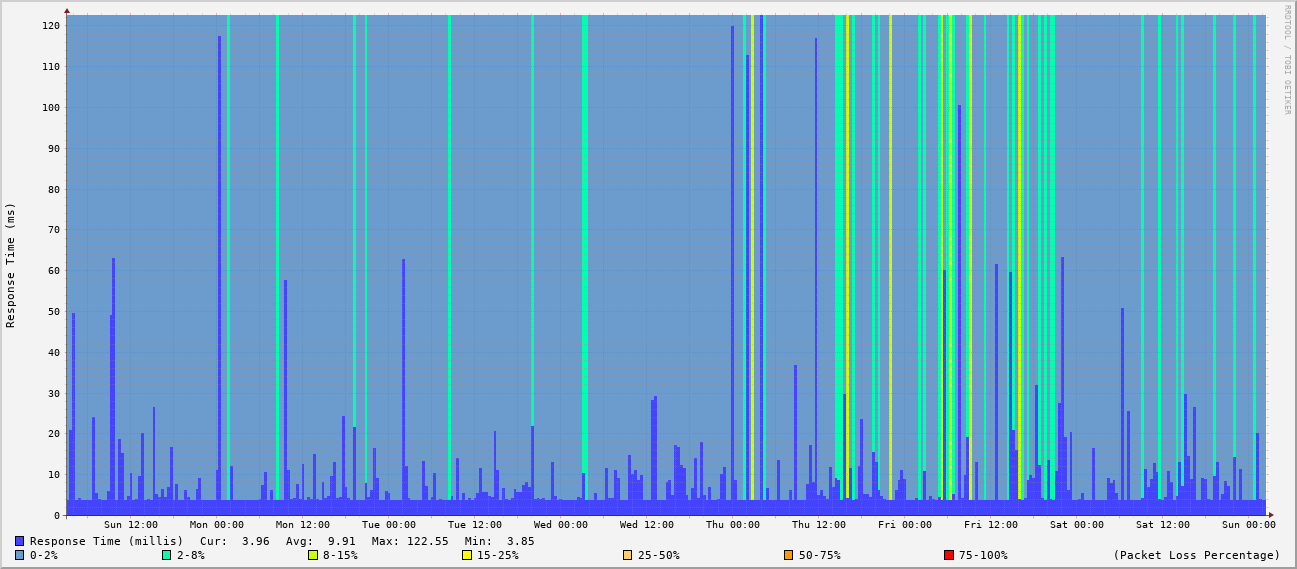 120
110
100
90
80
70
60
50
40
30
20
10
0
Response Time (ms)
RRDTOOL / TOBI OETIKER
Sun 12:00 Mon 00:00 Mon 12:00 Tue 00:00 Tue 12:00 Wed 00:00 Wed 12:00 Thu 00:00 Thu 12:00 Fri 00:00 Fri 12:00 Sat 00:00 Sat 12:00 Sun 00:00
Response Time (millis) Cur: 3.96 Avg: 9.91 Max: 122.55 Min: 3.85
0-2% 2-8% 8-15% 15-25% 25-50% 50-75% 75-100% (Packet Loss Percentage)